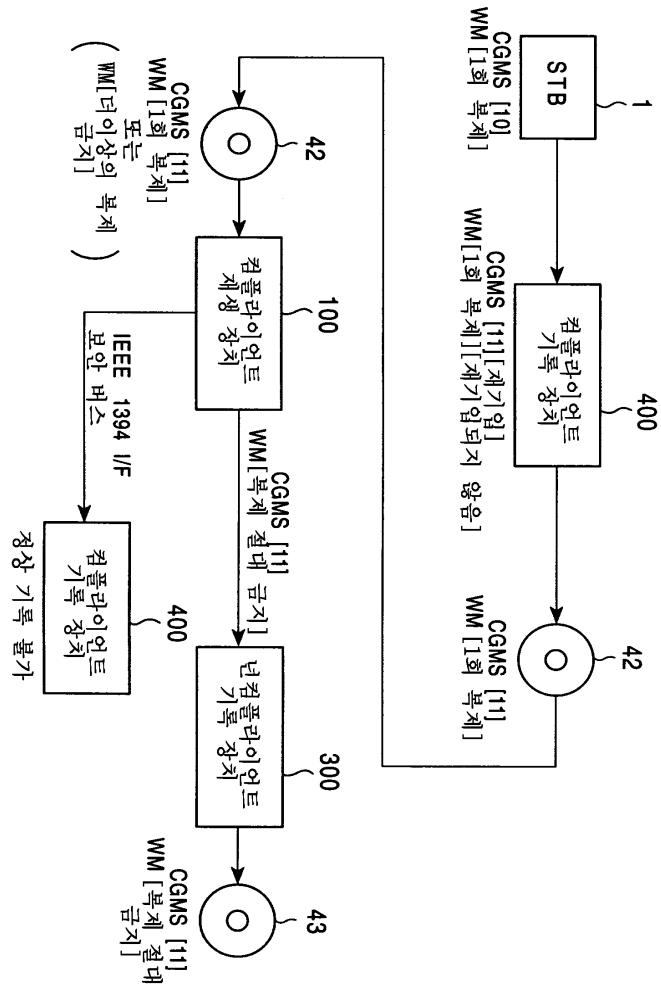 1
STB
CGMS [10]
WM [1회 복제]
400
컴플라이언트
기록 장치
CGMS [11][재기입]
WM[1회 복제][재기입되지 않음]
42
CGMS [11]
WM [1회 복제]
42
CGMS [11]
WM [1회 복제]
또는
(WM[더이상의 복제
금지])
100
컴플라이언트
재생 장치
CGMS [11]
WM[복제 절대 금지]
IEEE 1394 I/F
보안 버스
400
컴플라이언트
기록 장치
정상 기록 불가
300
넌컴플라이언트
기록 장치
43
CGMS [11]
WM [복제 절대
금지]